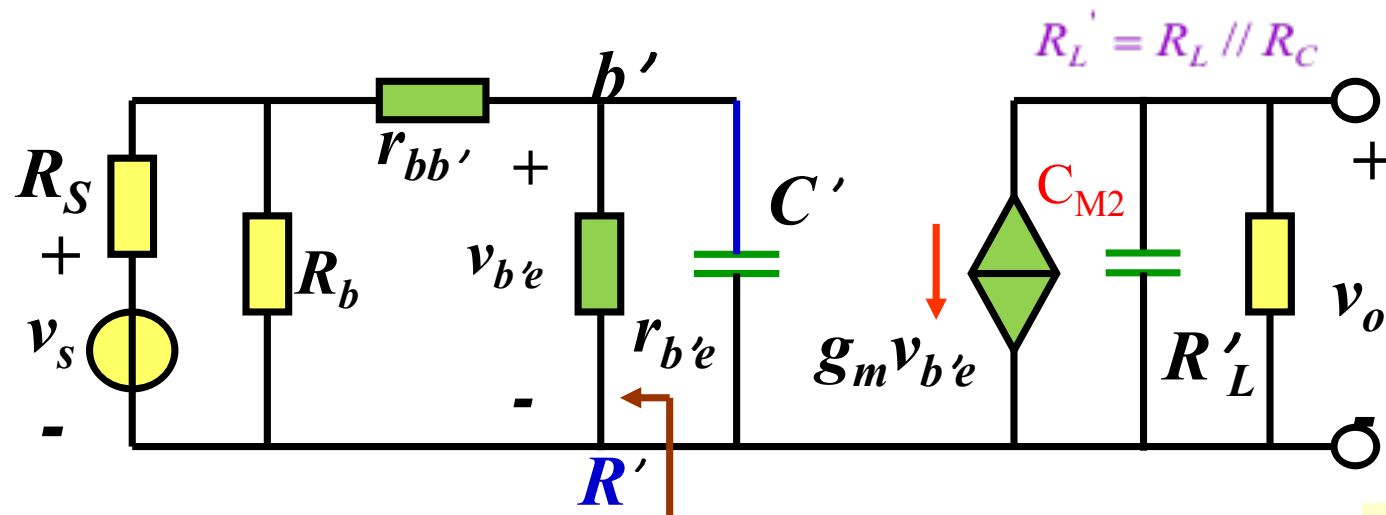 R_L' = R_L // R_C
b'
r_bb'
R_S
+
v_s
-
R_b
+
v_b'e
-
r_b'e
C'
R'
g_m v_b'e
C_M2
R'_L
+
v_o
-